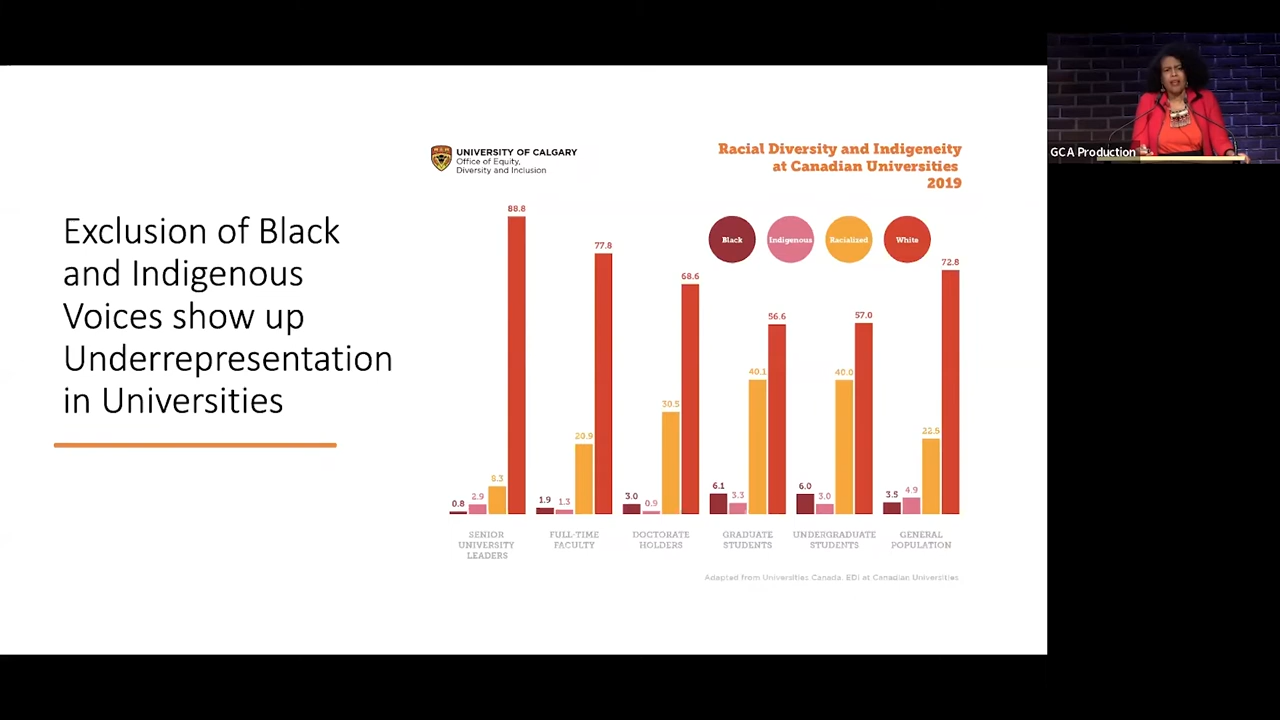 GCA Production
Exclusion of Black
and Indigenous
Voices show up
Underrepresentation
in Universities
UNIVERSITY OF CALGARY
Office of Equity,
Diversity and Inclusion
Racial Diversity and Indigeneity
at Canadian Universities
2019
Black
Indigenous
Racialized
White
0.8
2.9
8.3
88.8
1.9
1.3
20.9
77.8
3.0
0.9
30.5
68.6
6.1
3.3
40.1
56.6
6.0
3.0
40.0
57.0
3.5
4.9
22.5
72.8
SENIOR
UNIVERSITY
LEADERS
FULL-TIME
FACULTY
DOCTORATE
HOLDERS
GRADUATE
STUDENTS
UNDERGRADUATE
STUDENTS
GENERAL
POPULATION
Adapted from Universities Canada, EDI at Canadian Universities